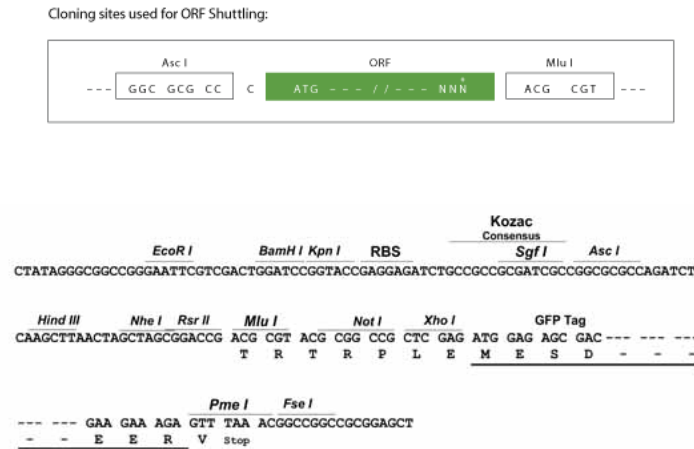 Cloning sites used for ORF Shuttling:
Asc I ORF Mlu I
--- GGC GCG CC C ATG --- // --- NNN* ACG CGT ---
Kozac
Consensus
EcoR I BamH I Kpn I RBS Sgf I Asc I
CTATAGGGCGGCCGGGAATTCGTCGACTGGATCCGGTACCGAGGAGATCTGCCGCCGCGATCGCCGGCGCGCCAGATCT
Hind III Nhe I Rsr II Mlu I Not I Xho I GFP Tag
CAAGCTTAACTAGCTAGCGGACCG ACG CGT ACG CGG CCG CTC GAG ATG GAG AGC GAC --- --- ---
T R T R P L E M E S D - - -
Pme I Fse I
--- --- GAA GAA AGA GTT TAA ACGGCCGGCCGCGGAGCT
- - E E R V Stop